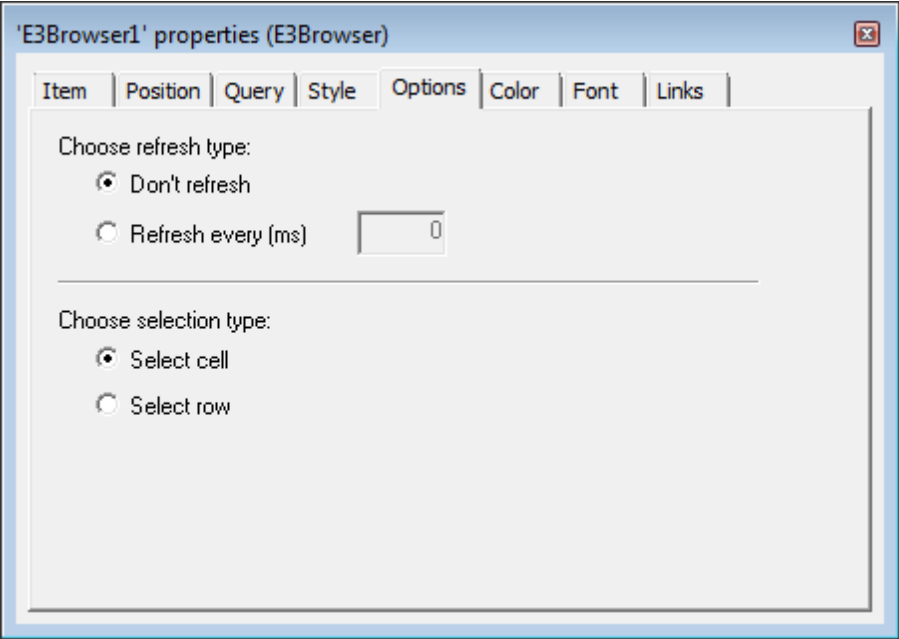 'E3Browser1' properties (E3Browser)
Item Position Query Style Options Color Font Links
Choose refresh type:
Don't refresh
Refresh every (ms) 0
Choose selection type:
Select cell
Select row